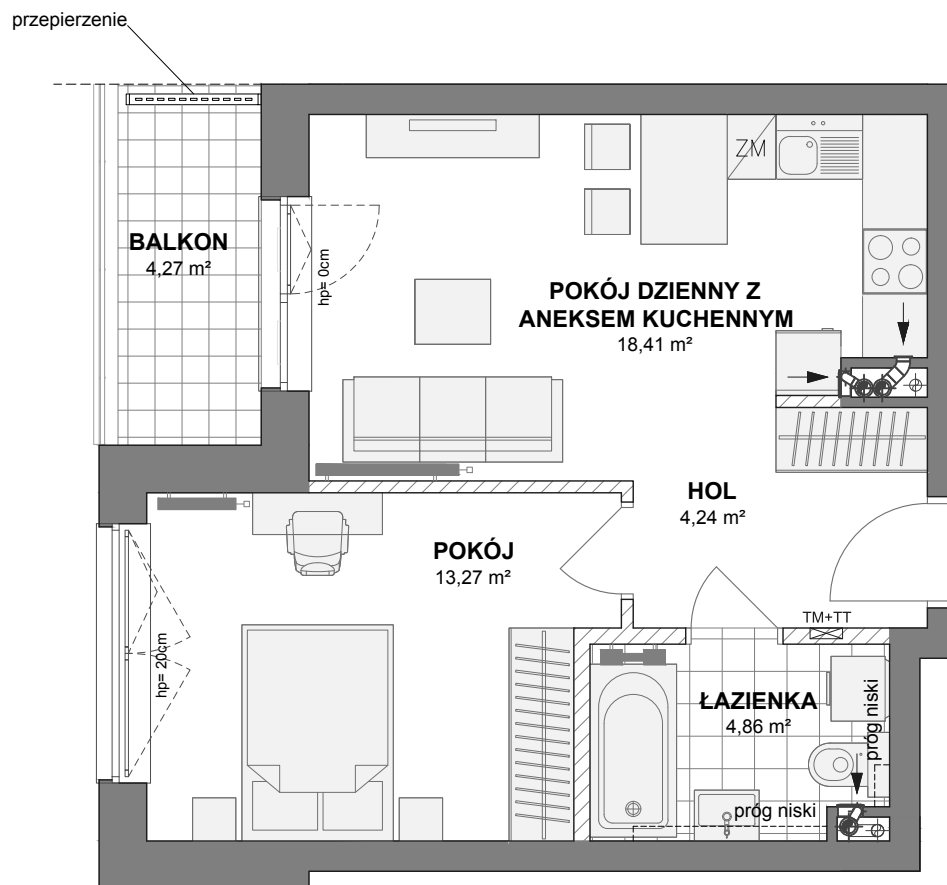 przepierzenie
ZM
BALKON
4,27 m²
hp= 0cm
POKÓJ DZIENNY Z
ANEKSEM KUCHENNYM
18,41 m²
HOL
4,24 m²
POKÓJ
13,27 m²
TM+TT
hp= 20cm
ŁAZIENKA
4,86 m²
próg niski
próg niski